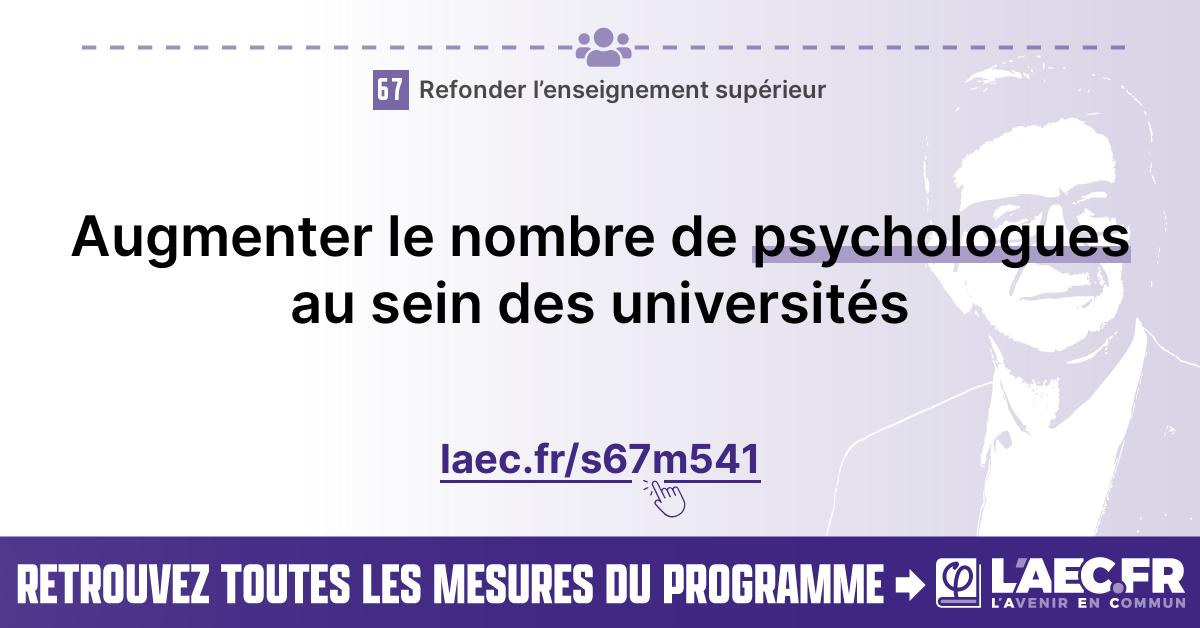 67 Refonder l’enseignement supérieur
Augmenter le nombre de psychologues
au sein des universités
laec.fr/s67m541
RETROUVEZ TOUTES LES MESURES DU PROGRAMME
φ L'AEC.FR
L'AVENIR EN COMMUN